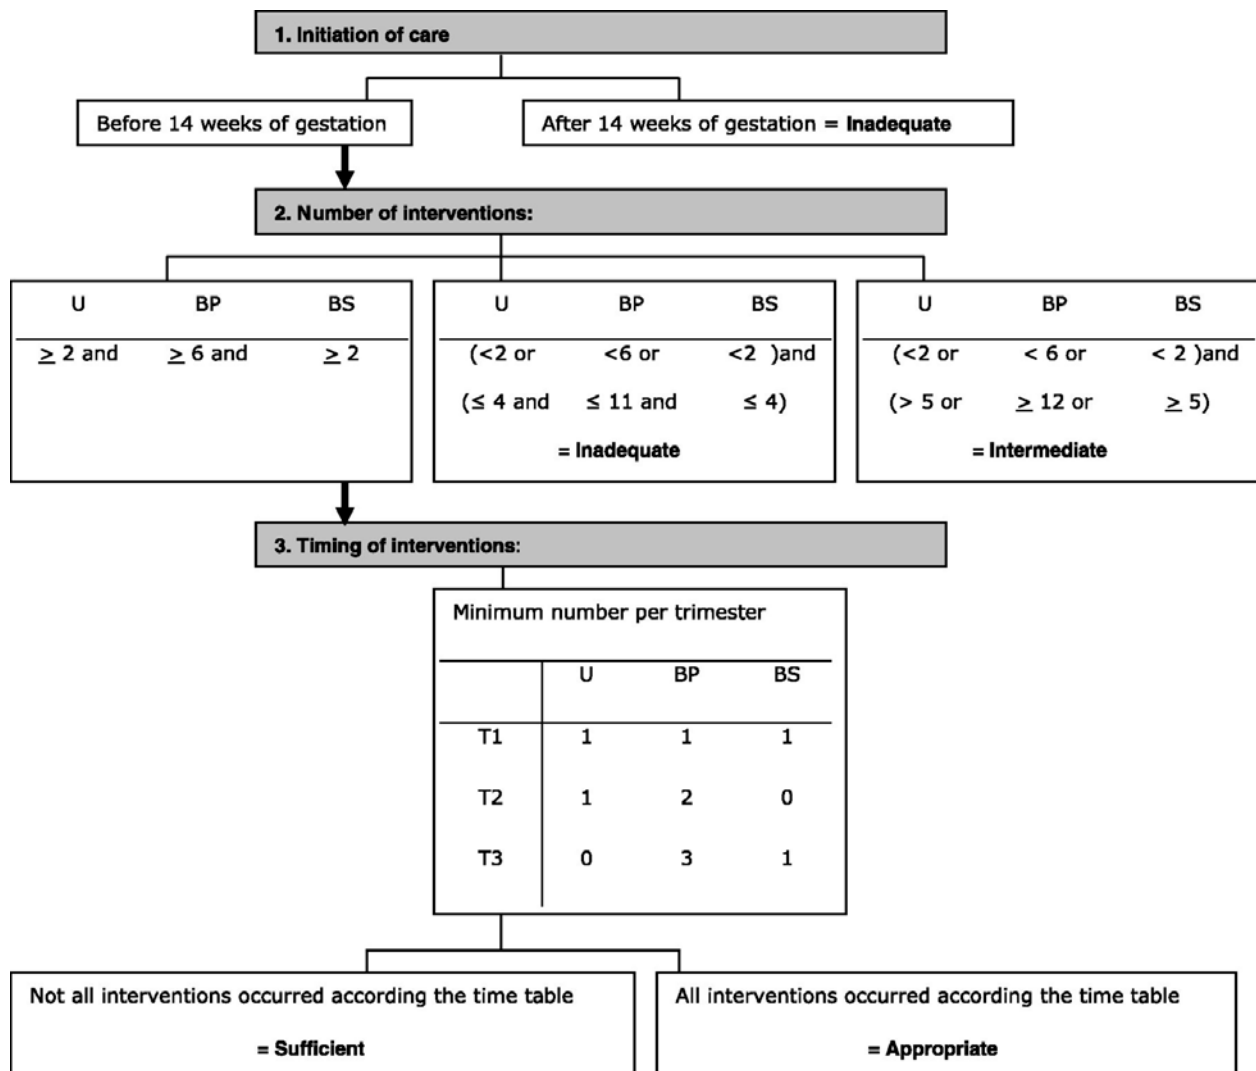 1. Initiation of care
Before 14 weeks of gestation
After 14 weeks of gestation = Inadequate
2. Number of interventions:
U BP BS
≥ 2 and ≥ 6 and ≥ 2
U BP BS
(<2 or <6 or <2 )and
(≤ 4 and ≤ 11 and ≤ 4)
= Inadequate
U BP BS
(<2 or < 6 or < 2 )and
(> 5 or ≥ 12 or ≥ 5)
= Intermediate
3. Timing of interventions:
Minimum number per trimester
U BP BS
T1 1 1 1
T2 1 2 0
T3 0 3 1
Not all interventions occurred according the time table
= Sufficient
All interventions occurred according the time table
= Appropriate